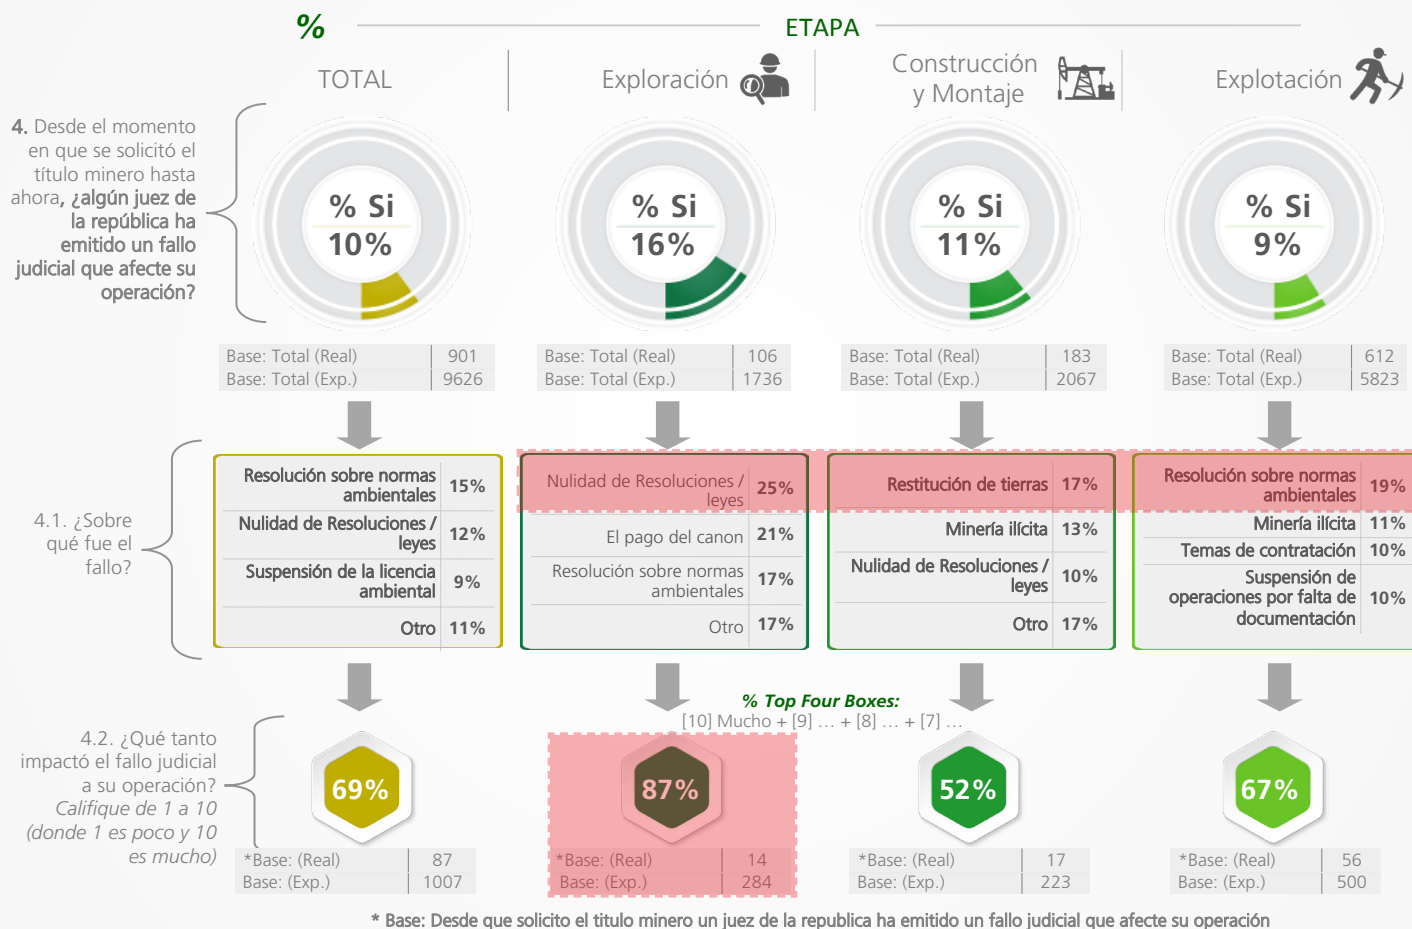 %
ETAPA
TOTAL
Exploración
Construcción
y Montaje
Explotación
4. Desde el momento
en que se solicitó el
título minero hasta
ahora, ¿algún juez de
la república ha
emitido un fallo
judicial que afecte su
operación?
% Si
10%
% Si
16%
% Si
11%
% Si
9%
Base: Total (Real) 901
Base: Total (Exp.) 9626
Base: Total (Real) 106
Base: Total (Exp.) 1736
Base: Total (Real) 183
Base: Total (Exp.) 2067
Base: Total (Real) 612
Base: Total (Exp.) 5823
4.1. ¿Sobre
qué fue el
fallo?
Resolución sobre normas
ambientales 15%
Nulidad de Resoluciones /
leyes 12%
Suspensión de la licencia
ambiental 9%
Otro 11%
Nulidad de Resoluciones /
leyes 25%
El pago del canon 21%
Resolución sobre normas
ambientales 17%
Otro 17%
Restitución de tierras 17%
Minería ilícita 13%
Nulidad de Resoluciones /
leyes 10%
Otro 17%
Resolución sobre normas
ambientales 19%
Minería ilícita 11%
Temas de contratación 10%
Suspensión de
operaciones por falta de
documentación 10%
% Top Four Boxes:
[10] Mucho + [9] ... + [8] ... + [7] ...
4.2. ¿Qué tanto
impactó el fallo judicial
a su operación?
Califique de 1 a 10
(donde 1 es poco y 10
es mucho)
69%
87%
52%
67%
*Base: (Real) 87
Base: (Exp.) 1007
*Base: (Real) 14
Base: (Exp.) 284
*Base: (Real) 17
Base: (Exp.) 223
*Base: (Real) 56
Base: (Exp.) 500
* Base: Desde que solicito el titulo minero un juez de la republica ha emitido un fallo judicial que afecte su operación